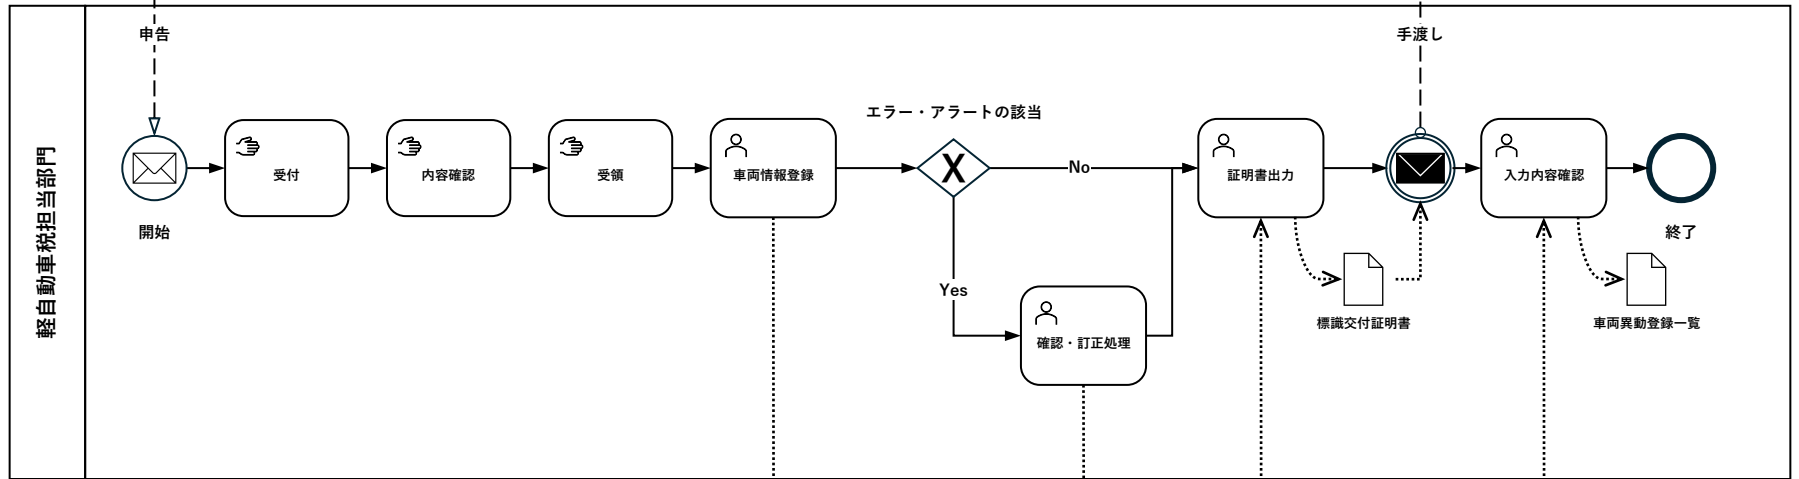 軽自動車税担当部門
申告
手渡し
開始
受付
内容確認
受領
車両情報登録
エラー・アラートの該当
X
No
Yes
確認・訂正処理
証明書出力
標識交付証明書
入力内容確認
車両異動登録一覧
終了